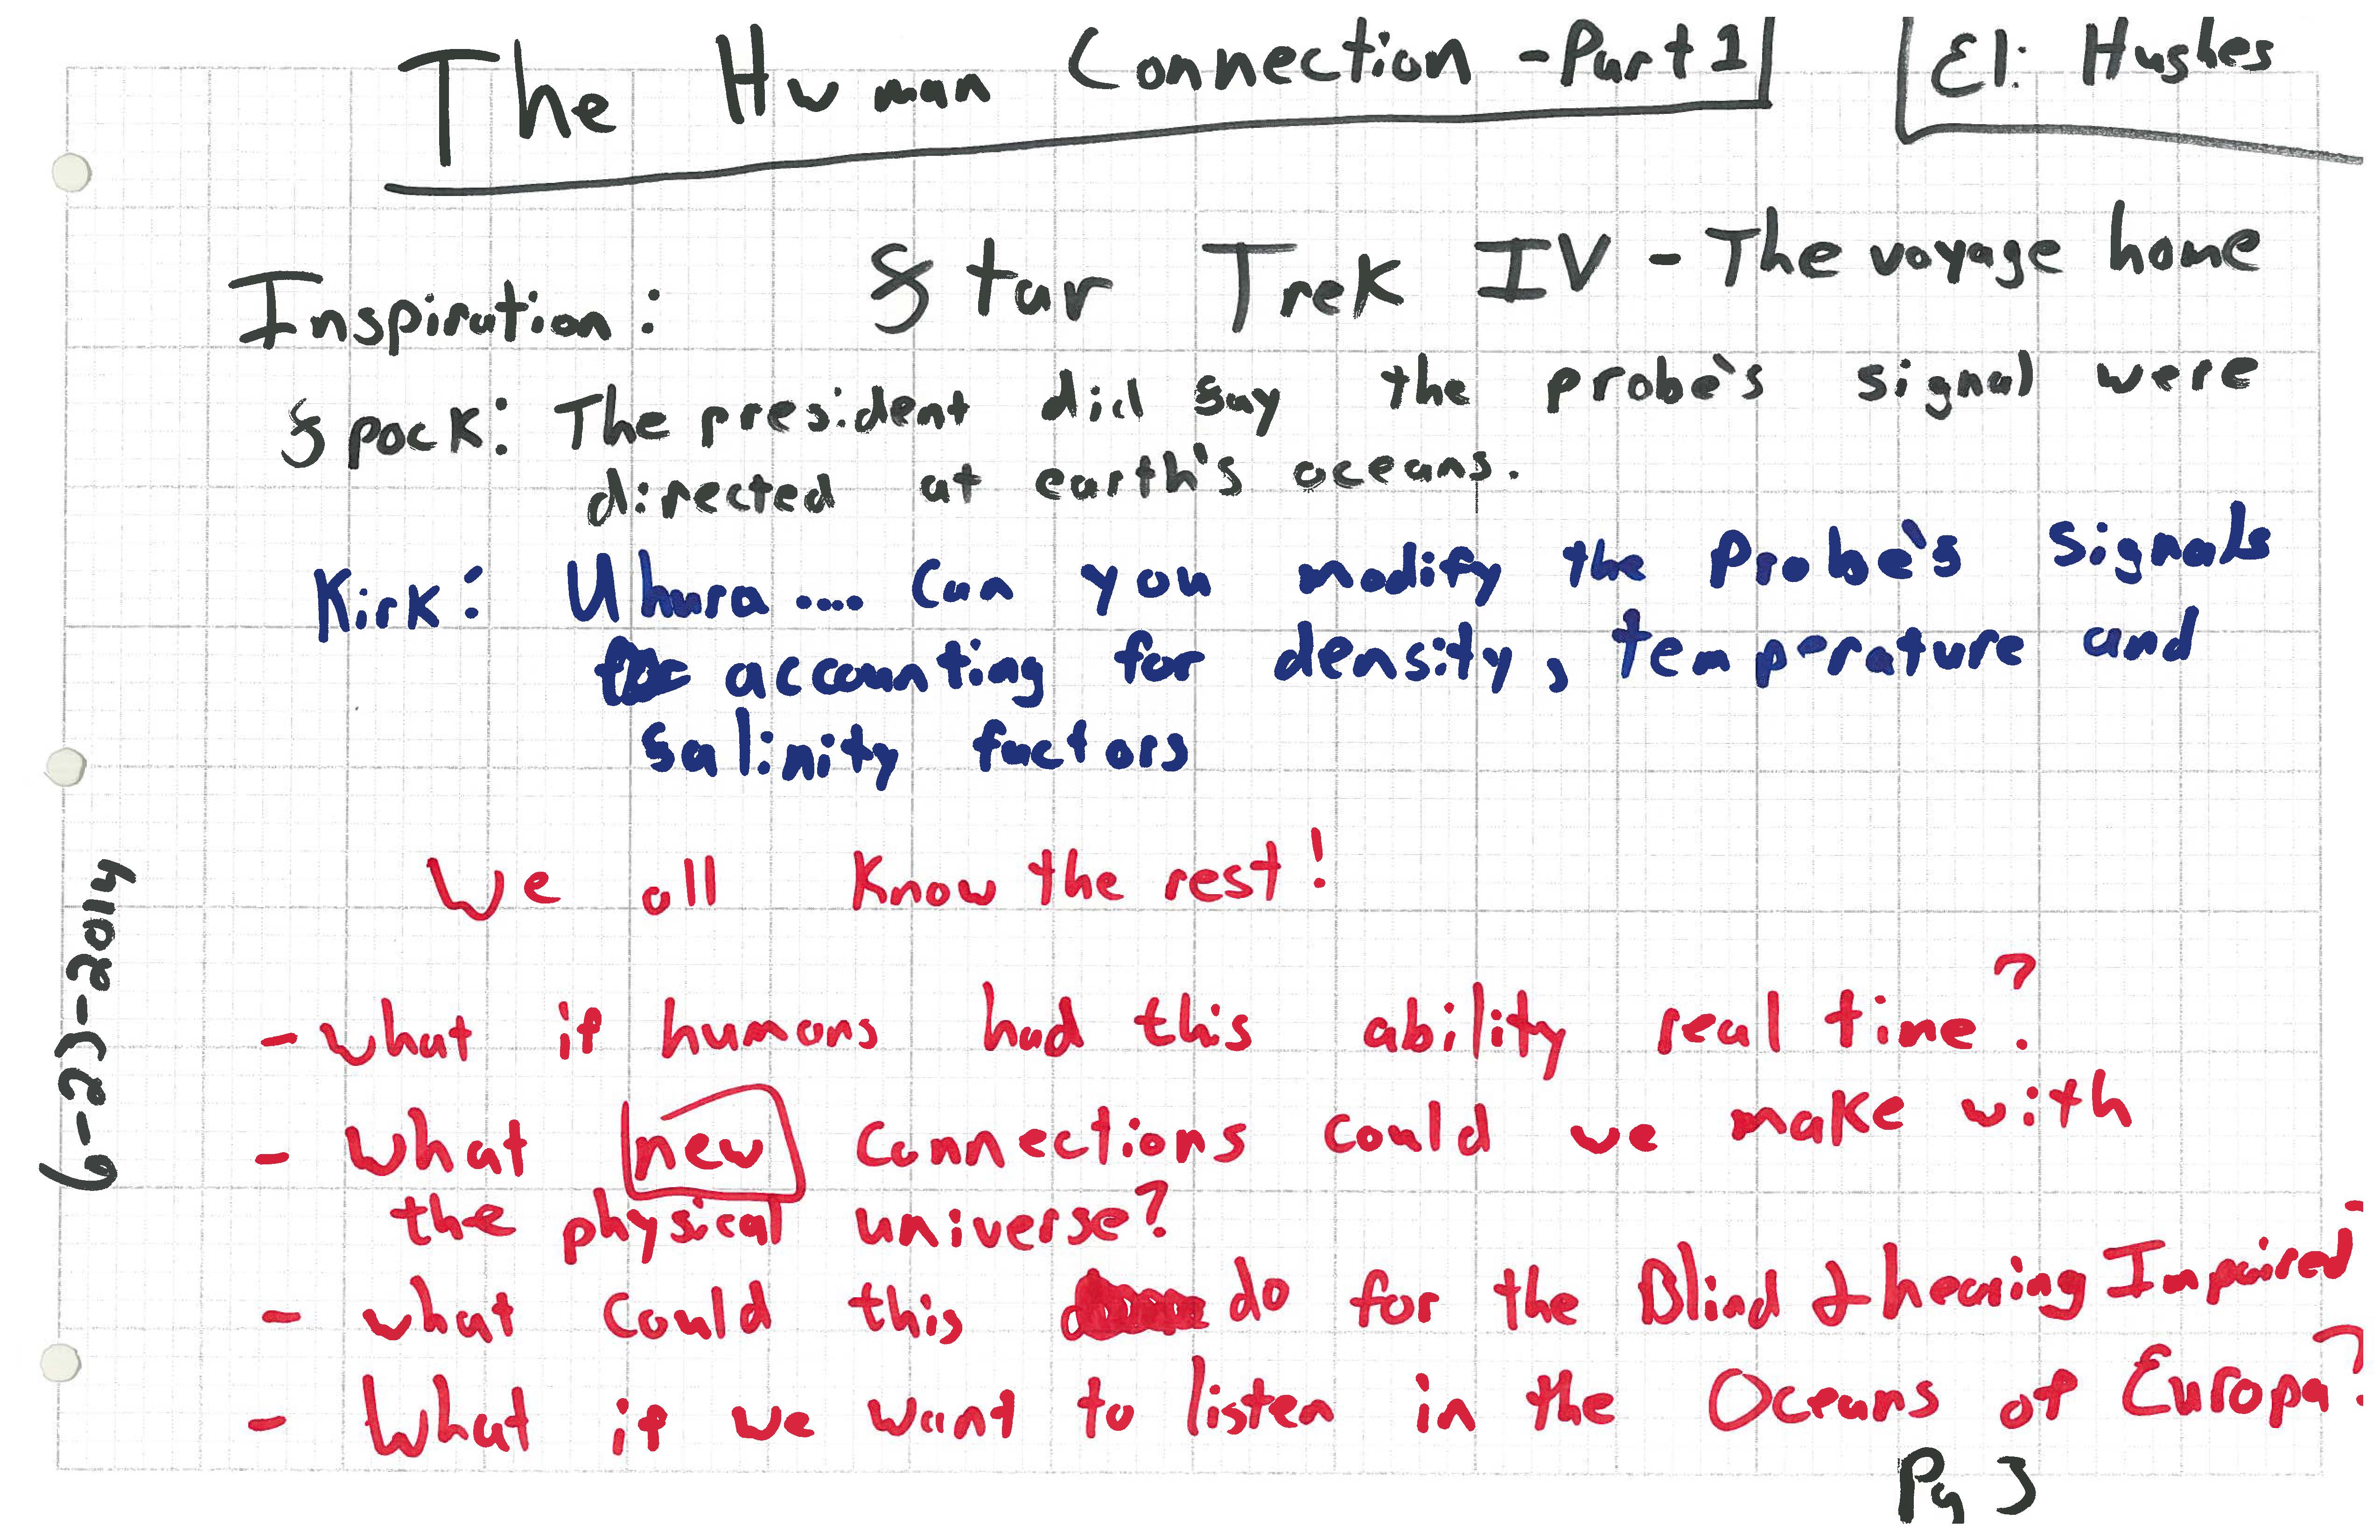 The Human Connection - Part 1
Eli Hughes
Inspiration: Star Trek IV - The voyage home
Spock: The president did say the probe's signal were
directed at earth's oceans.
Kirk: Uhura .... Can you modify the Probe's signals
accounting for density, temperature and
salinity factors
We all Know the rest!
- what if humans had this ability real time?
- What new connections could we make with
the physical universe?
- what could this do for the Blind & hearing Impaired
- What if we want to listen in the Oceans of Europa?
Pg 3
6-23-2014